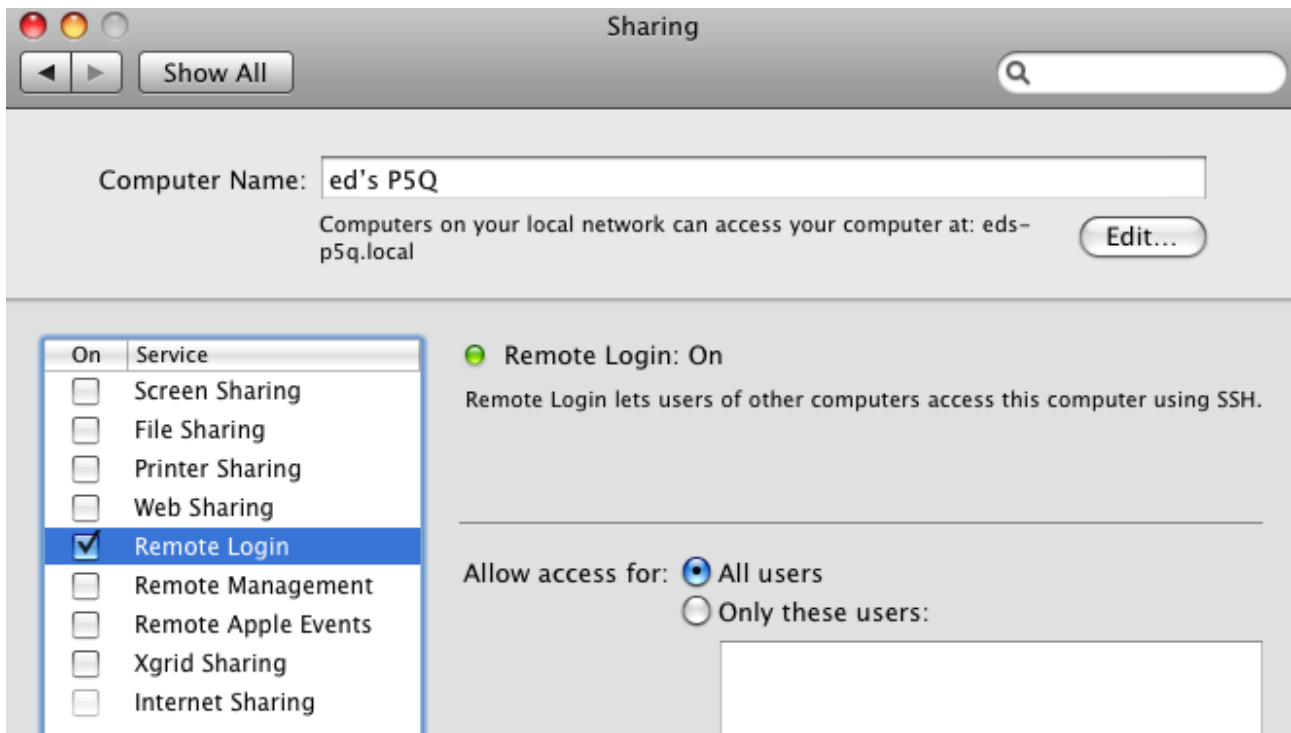 Sharing
Show All
Computer Name: ed's P5Q
Computers on your local network can access your computer at: eds-
p5q.local
Edit...
On Service
Screen Sharing
File Sharing
Printer Sharing
Web Sharing
Remote Login
Remote Management
Remote Apple Events
Xgrid Sharing
Internet Sharing
Remote Login: On
Remote Login lets users of other computers access this computer using SSH.
Allow access for: All users
Only these users: